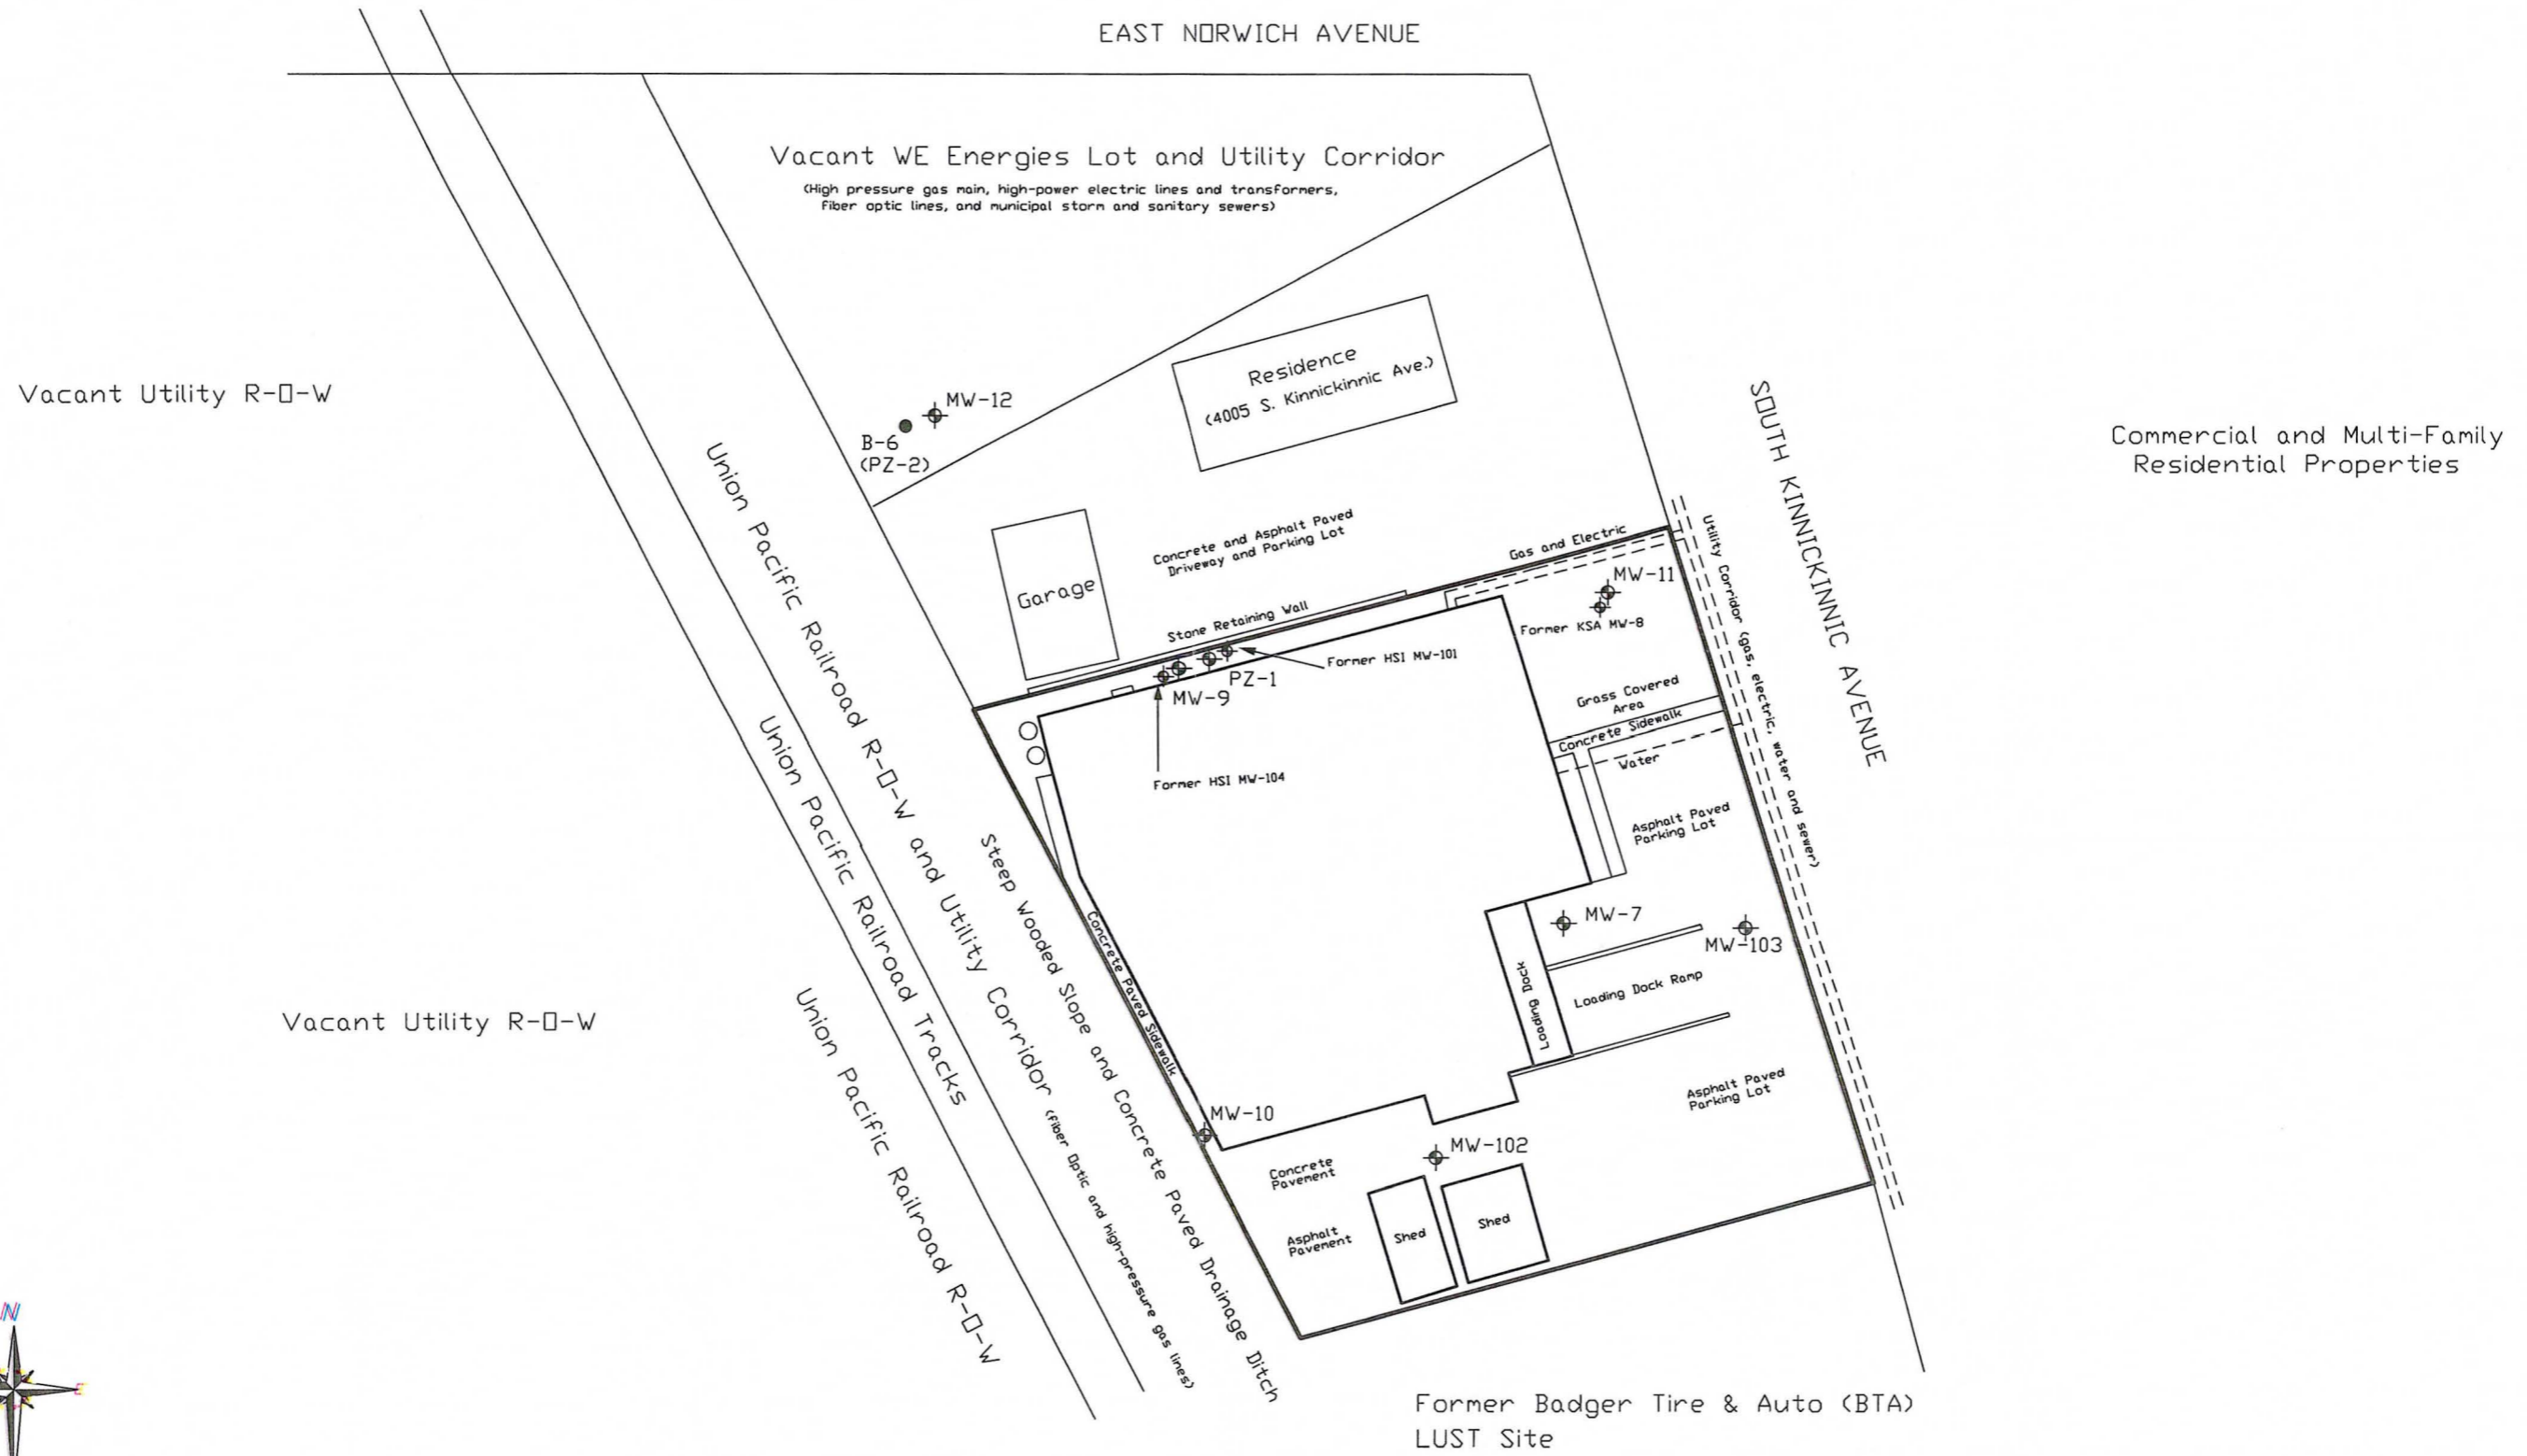 EAST NORWICH AVENUE
Vacant WE Energies Lot and Utility Corridor
(High pressure gas main, high-power electric lines and transformers,
fiber optic lines, and municipal storm and sanitary sewers)
Residence
(4005 S. Kinnickinnic Ave.)
Vacant Utility R-O-W
MW-12
B-6
(PZ-2)
SOUTH KINNICKINNIC AVENUE
Commercial and Multi-Family
Residential Properties
Union Pacific Railroad R-O-W and Utility Corridor (Fiber Optic and high-pressure gas lines)
Concrete and Asphalt Paved
Driveway and Parking Lot
Gas and Electric
Utility Corridor (gas, electric, water and sewer)
Garage
MW-11
Stone Retaining Wall
Former KSA MW-8
Former HSI MW-101
PZ-1
MW-9
Grass Covered
Area
Concrete Sidewalk
Water
Former HSI MW-104
Union Pacific Railroad Tracks
Asphalt Paved
Parking Lot
Steep Wooded Slope and Concrete Paved Drainage Ditch
Concrete Paved Sidewalk
MW-7
MW-103
Loading Dock
Loading Dock Ramp
Union Pacific Railroad R-O-W
Vacant Utility R-O-W
Asphalt Paved
Parking Lot
MW-10
MW-102
Concrete
Pavement
Asphalt
Pavement
Shed
Shed
N
E
Former Badger Tire & Auto (BTA)
LUST Site